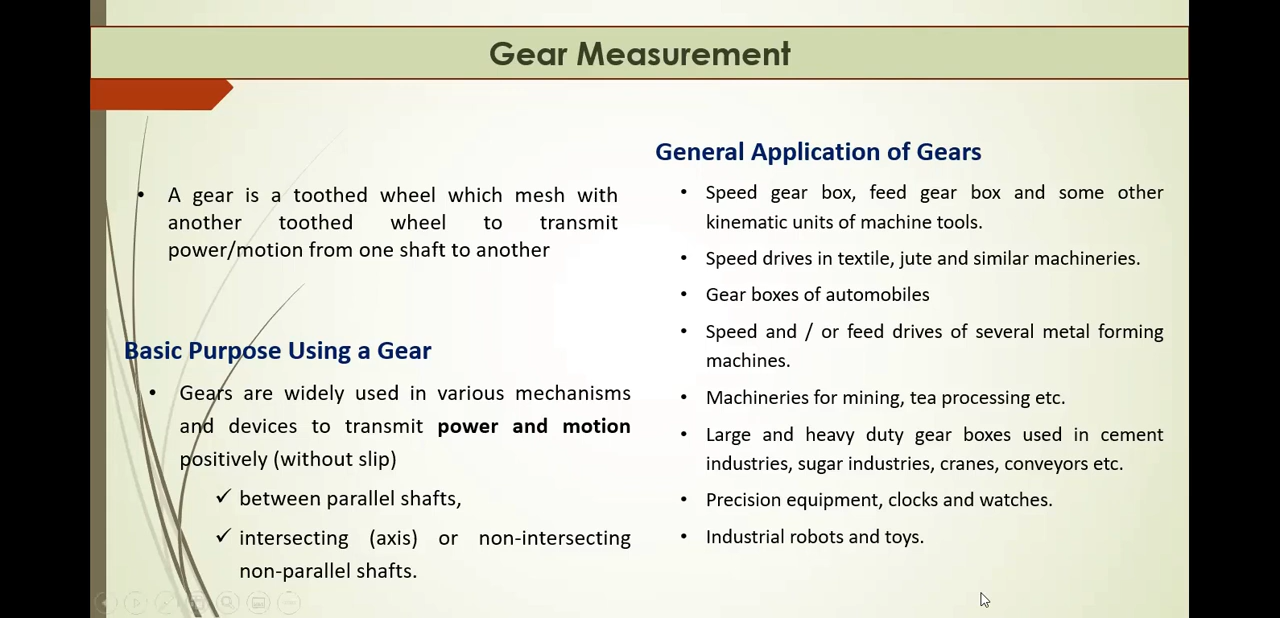 Gear Measurement
• A gear is a toothed wheel which mesh with
another toothed wheel to transmit
power/motion from one shaft to another
Basic Purpose Using a Gear
• Gears are widely used in various mechanisms
and devices to transmit power and motion
positively (without slip)
✓ between parallel shafts,
✓ intersecting (axis) or non-intersecting
non-parallel shafts.
General Application of Gears
• Speed gear box, feed gear box and some other
kinematic units of machine tools.
• Speed drives in textile, jute and similar machineries.
• Gear boxes of automobiles
• Speed and / or feed drives of several metal forming
machines.
• Machineries for mining, tea processing etc.
• Large and heavy duty gear boxes used in cement
industries, sugar industries, cranes, conveyors etc.
• Precision equipment, clocks and watches.
• Industrial robots and toys.